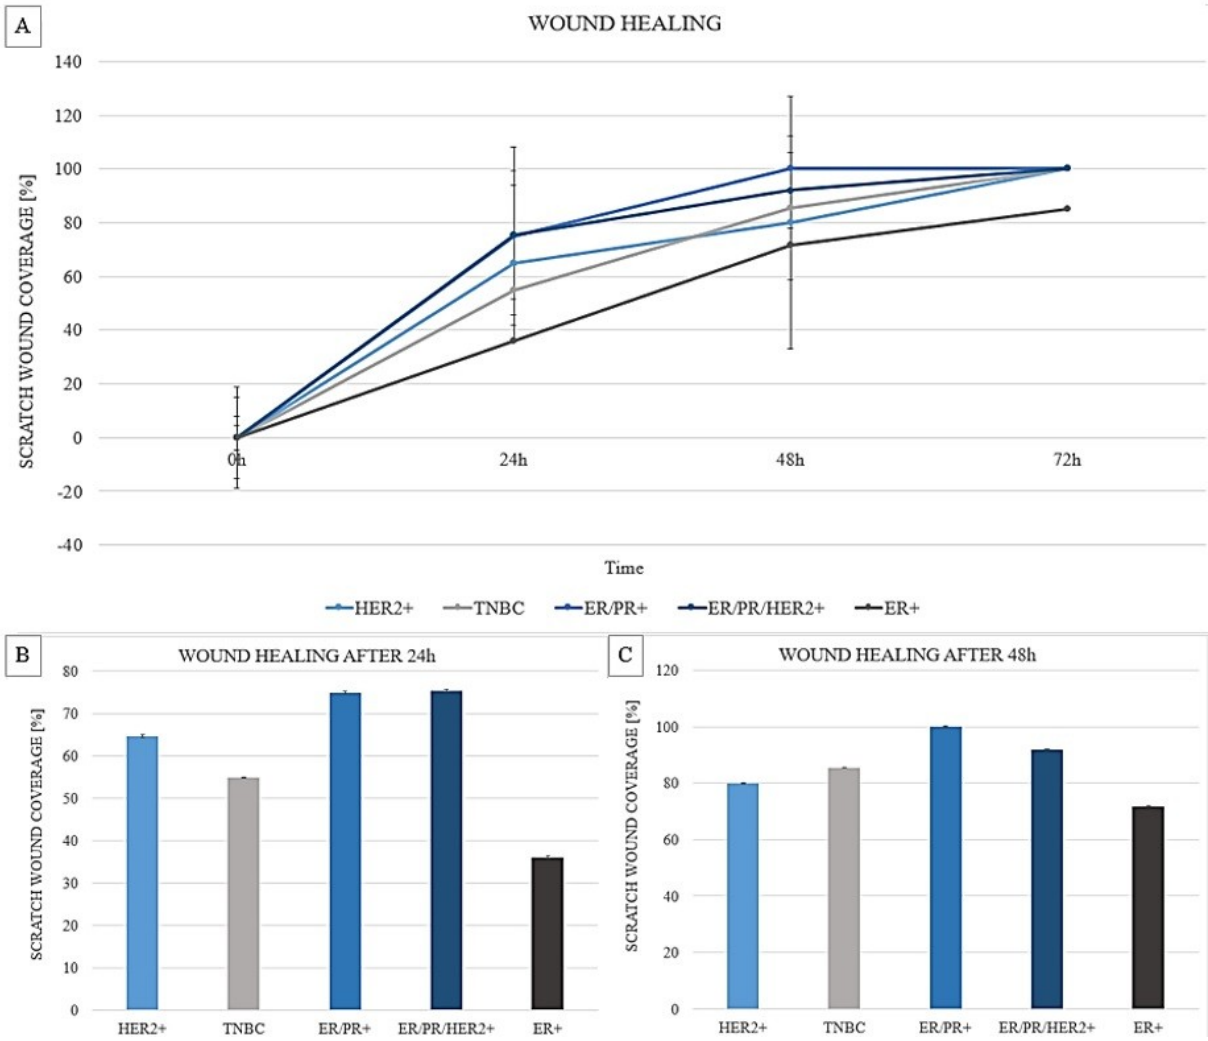 A
WOUND HEALING
SCRATCH WOUND COVERAGE [%]
140
120
100
80
60
40
20
0
-20
-40
0h 24h 48h 72h
Time
HER2+ TNBC ER/PR+ ER/PR/HER2+ ER+
B
WOUND HEALING AFTER 24h
SCRATCH WOUND COVERAGE [%]
80
70
60
50
40
30
20
10
0
HER2+ TNBC ER/PR+ ER/PR/HER2+ ER+
C
WOUND HEALING AFTER 48h
SCRATCH WOUND COVERAGE [%]
120
100
80
60
40
20
0
HER2+ TNBC ER/PR+ ER/PR/HER2+ ER+